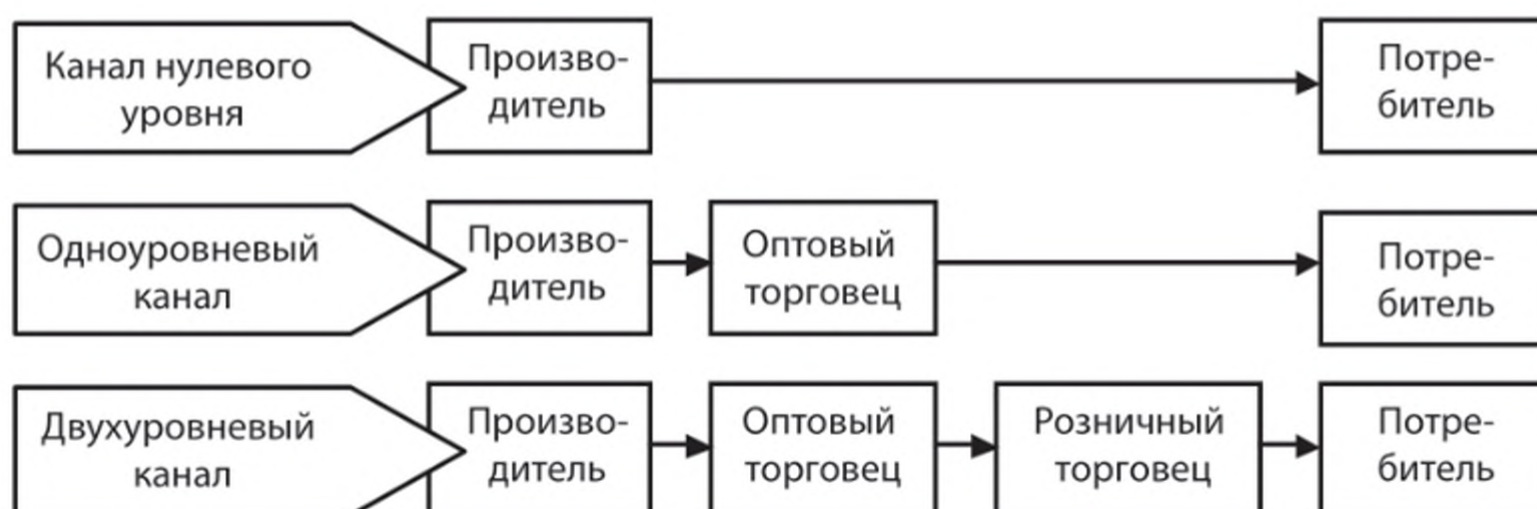 Канал нулевого
уровня
Произво-
дитель
Потре-
битель
Одноуровневый
канал
Произво-
дитель
Оптовый
торговец
Потре-
битель
Двухуровневый
канал
Произво-
дитель
Оптовый
торговец
Розничный
торговец
Потре-
битель